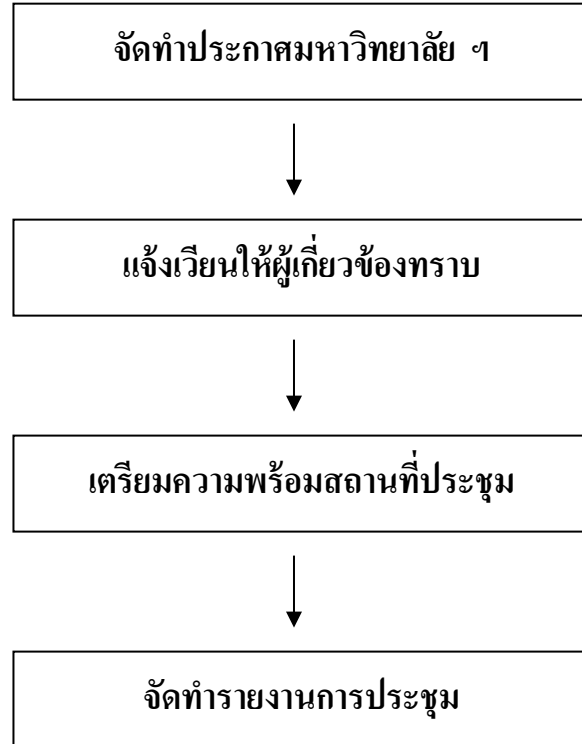 จัดทำประกาศมหาวิทยาลัย ฯ
แจ้งเวียนให้ผู้เกี่ยวข้องทราบ
เตรียมความพร้อมสถานที่ประชุม
จัดทำรายงานการประชุม